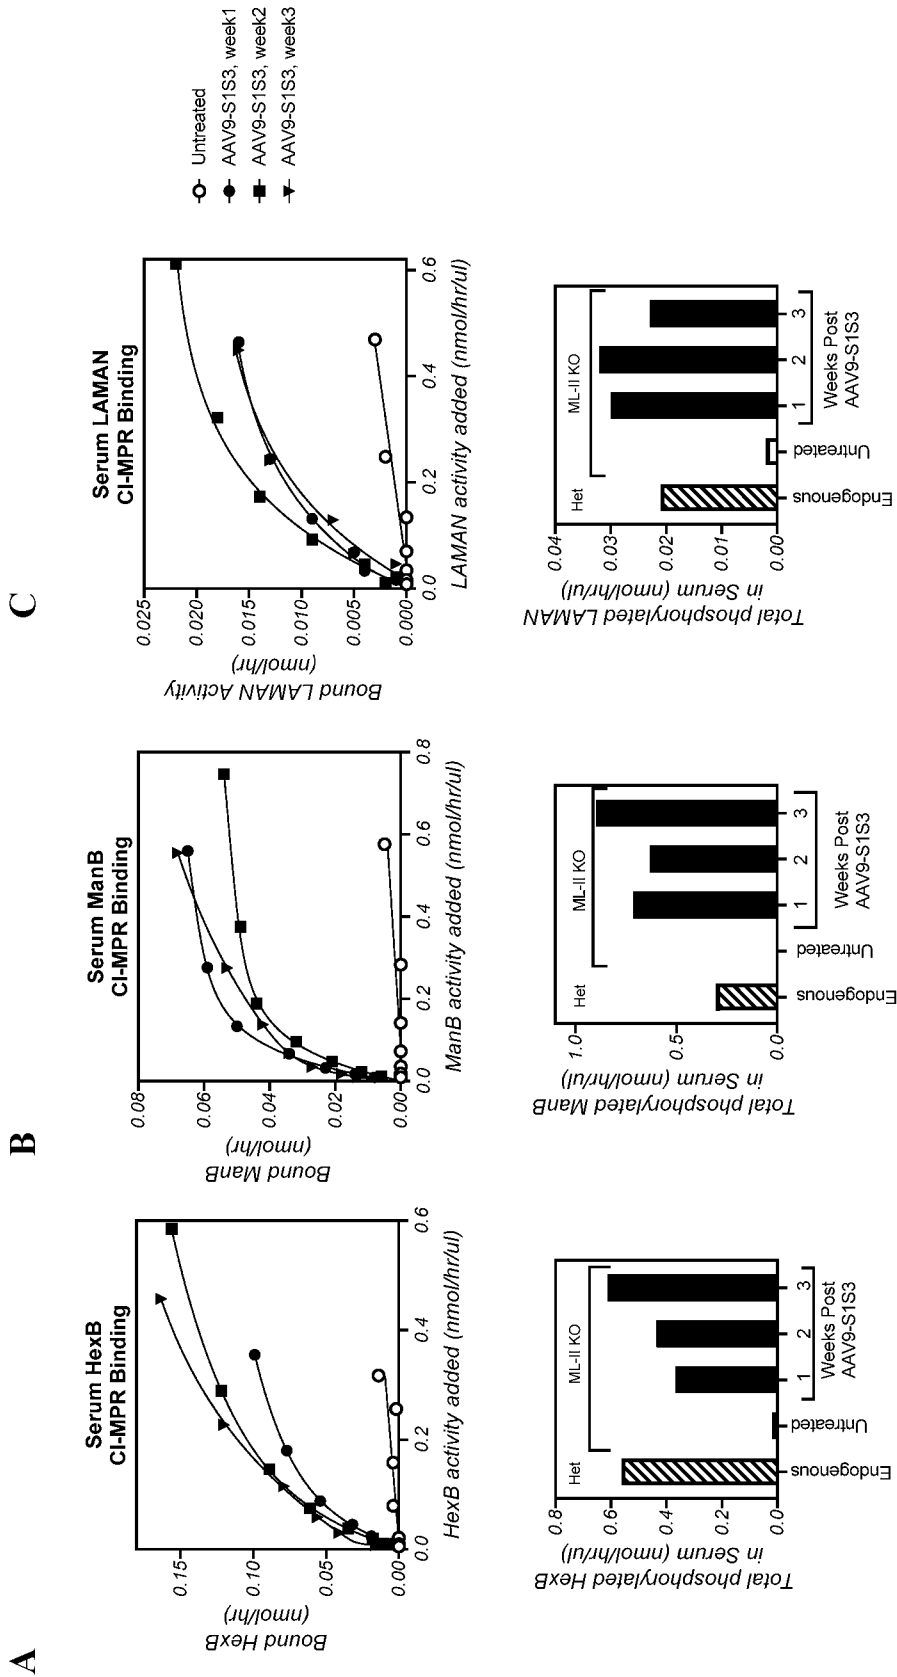 A
Serum HexB
CI-MPR Binding
Bound HexB
(nmol/hr)
0.15
0.10
0.05
0.00
0.0
0.2
0.4
0.6
HexB activity added (nmol/hr/ul)
Total phosphorylated HexB
in Serum (nmol/hr/ul)
0.8
0.6
0.4
0.2
0.0
Het
ML-II KO
Endogenous
Untreated
1
2
3
Weeks Post
AAV9-S1S3
B
Serum ManB
CI-MPR Binding
Bound ManB
(nmol/hr)
0.08
0.06
0.04
0.02
0.00
0.0
0.2
0.4
0.6
0.8
ManB activity added (nmol/hr/ul)
Total phosphorylated ManB
in Serum (nmol/hr/ul)
1.0
0.5
0.0
Het
ML-II KO
Endogenous
Untreated
1
2
3
Weeks Post
AAV9-S1S3
C
Serum LAMAN
CI-MPR Binding
Bound LAMAN Activity
(nmol/hr)
0.025
0.020
0.015
0.010
0.005
0.000
0.0
0.2
0.4
0.6
LAMAN activity added (nmol/hr/ul)
Untreated
AAV9-S1S3, week1
AAV9-S1S3, week2
AAV9-S1S3, week3
Total phosphorylated LAMAN
in Serum (nmol/hr/ul)
0.04
0.03
0.02
0.01
0.00
Het
ML-II KO
Endogenous
Untreated
1
2
3
Weeks Post
AAV9-S1S3